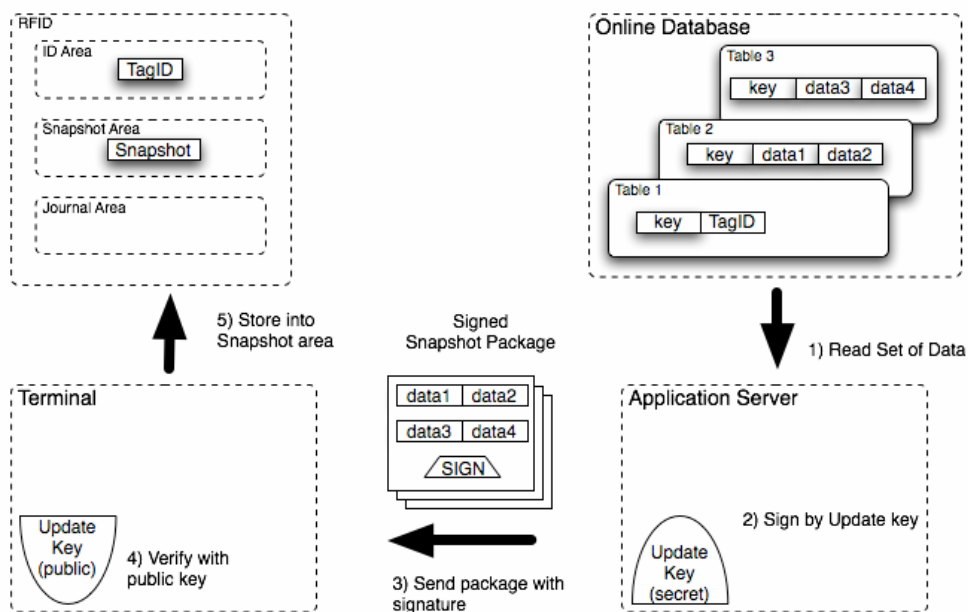 RFID
ID Area
TagID
Snapshot Area
Snapshot
Journal Area
Online Database
Table 3
key data3 data4
Table 2
key data1 data2
Table 1
key TagID
5) Store into
Snapshot area
Signed
Snapshot Package
1) Read Set of Data
Terminal
Update
Key
(public)
4) Verify with
public key
data1 data2
data3 data4
SIGN
3) Send package with
signature
Application Server
2) Sign by Update key
Update
Key
(secret)